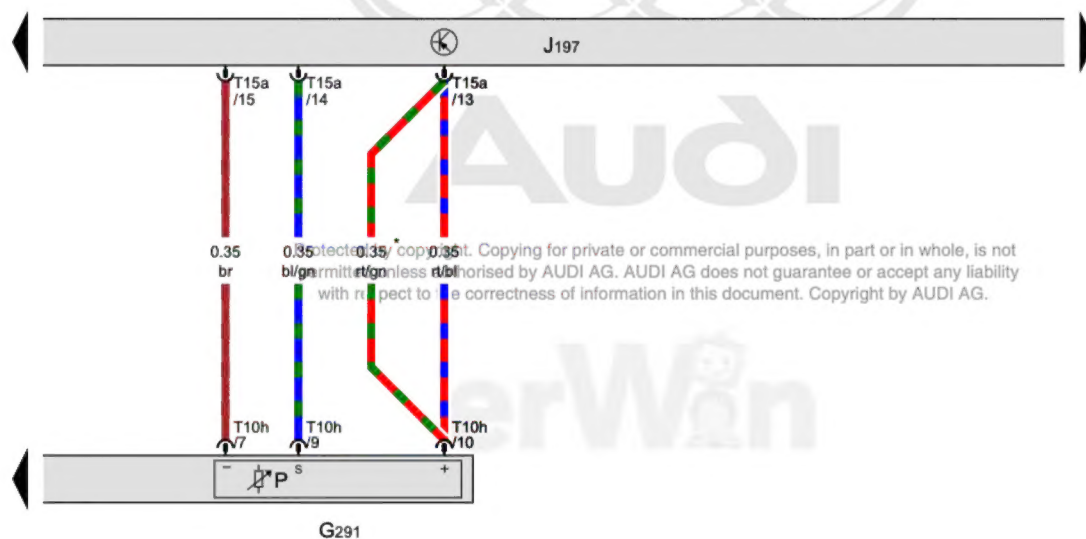 J197
T15a
/15
T15a
/14
T15a
/13
Audi
0.35
br
0.35
bl/gn
0.35
rt/gn
*
0.35
rt/bl
Protected by copyright. Copying for private or commercial purposes, in part or in whole, is not
permitted unless authorised by AUDI AG. AUDI AG does not guarantee or accept any liability
with respect to the correctness of information in this document. Copyright by AUDI AG.
erWin
T10h
/7
T10h
/9
T10h
/10
- P s +
G291